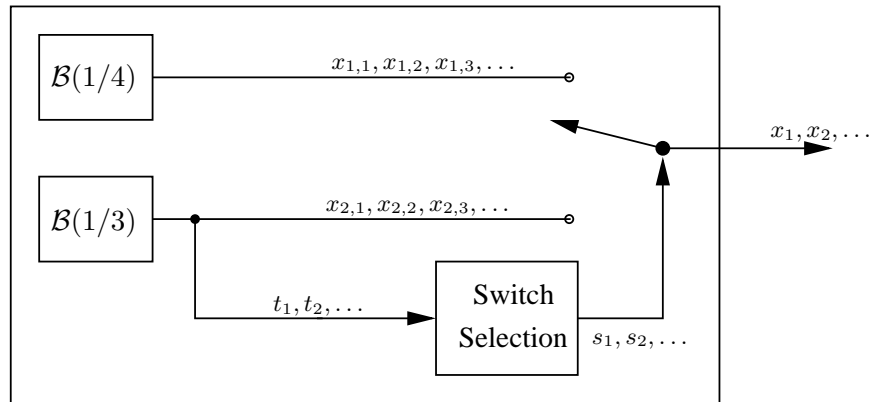 B(1/4)
x1,1, x1,2, x1,3, . . .
x1, x2, . . .
B(1/3)
x2,1, x2,2, x2,3, . . .
t1, t2, . . .
Switch
Selection
s1, s2, . . .